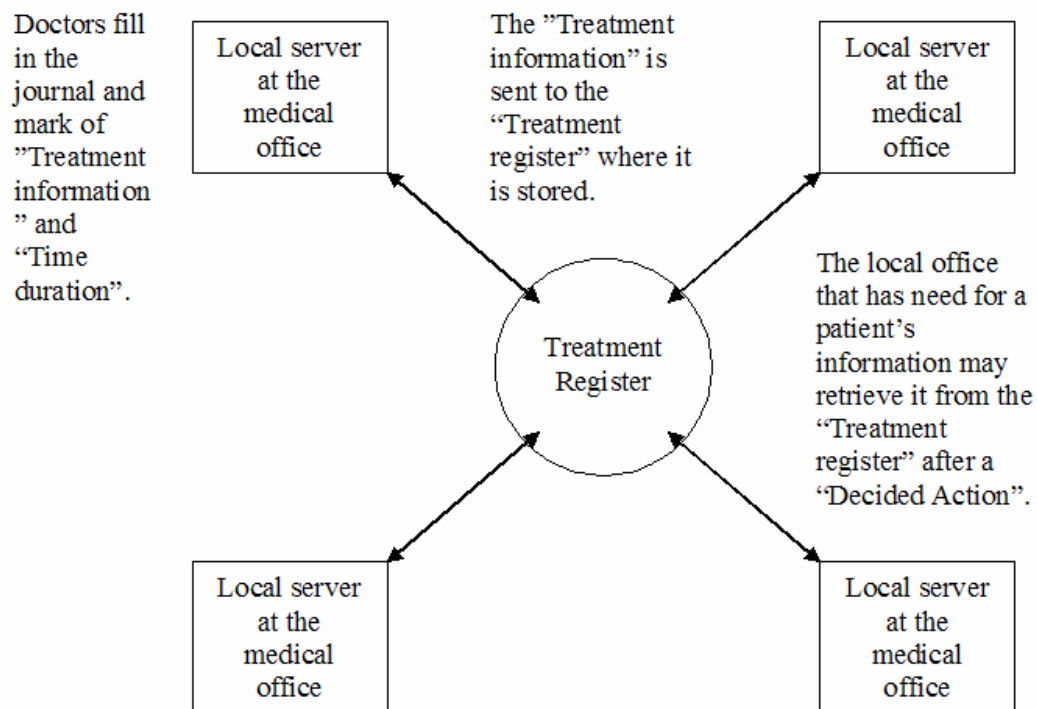 Doctors fill
in the
journal and
mark of
”Treatment
information
” and
“Time
duration”.
Local server
at the
medical
office
The ”Treatment
information” is
sent to the
“Treatment
register” where it
is stored.
Local server
at the
medical
office
Treatment
Register
The local office
that has need for a
patient’s
information may
retrieve it from the
“Treatment
register” after a
“Decided Action”.
Local server
at the
medical
office
Local server
at the
medical
office